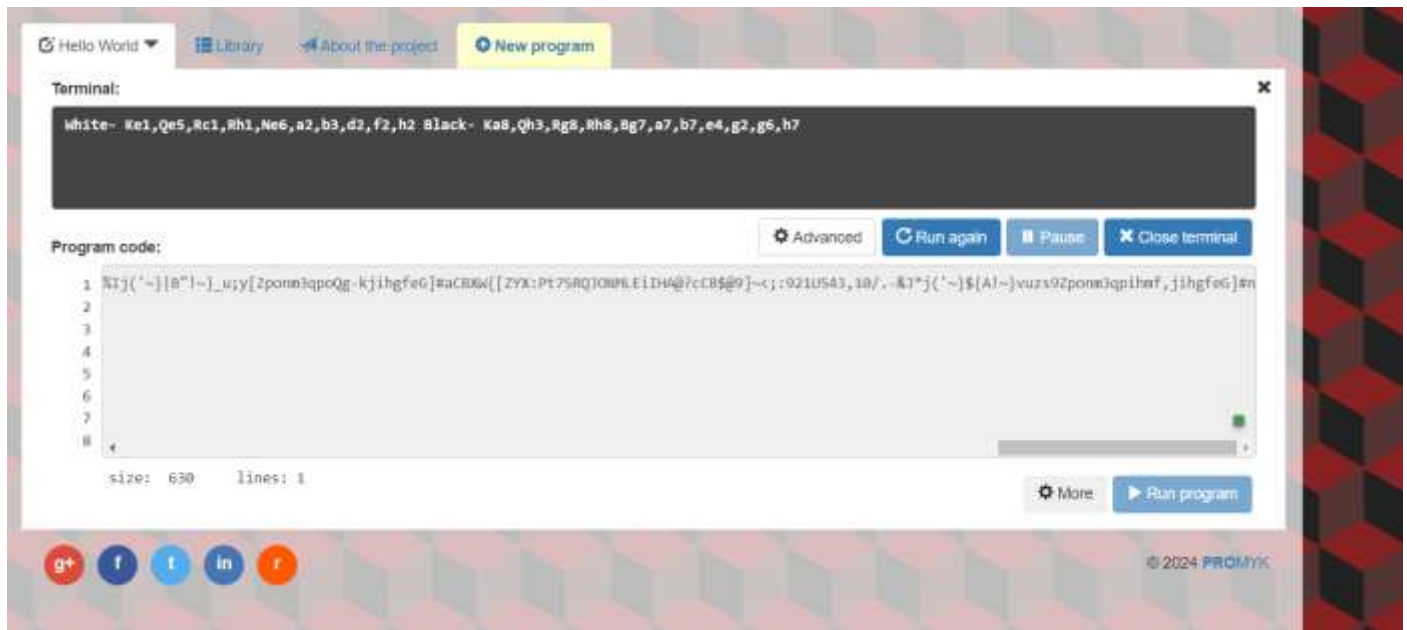 Hello World
Library
About the project
New program
Terminal:
White- Ke1,Qe5,Rc1,Rh1,Ne6,a2,b3,d2,f2,h2 Black- Ka8,Qh3,Rg8,Rh8,Bg7,a7,b7,e4,g2,g6,h7
Advanced
Run again
Pause
Close terminal
Program code:
1
2
3
4
5
6
7
8
size: 630 lines: 1
More
Run program
g+ f t in r
© 2024 PROMYK